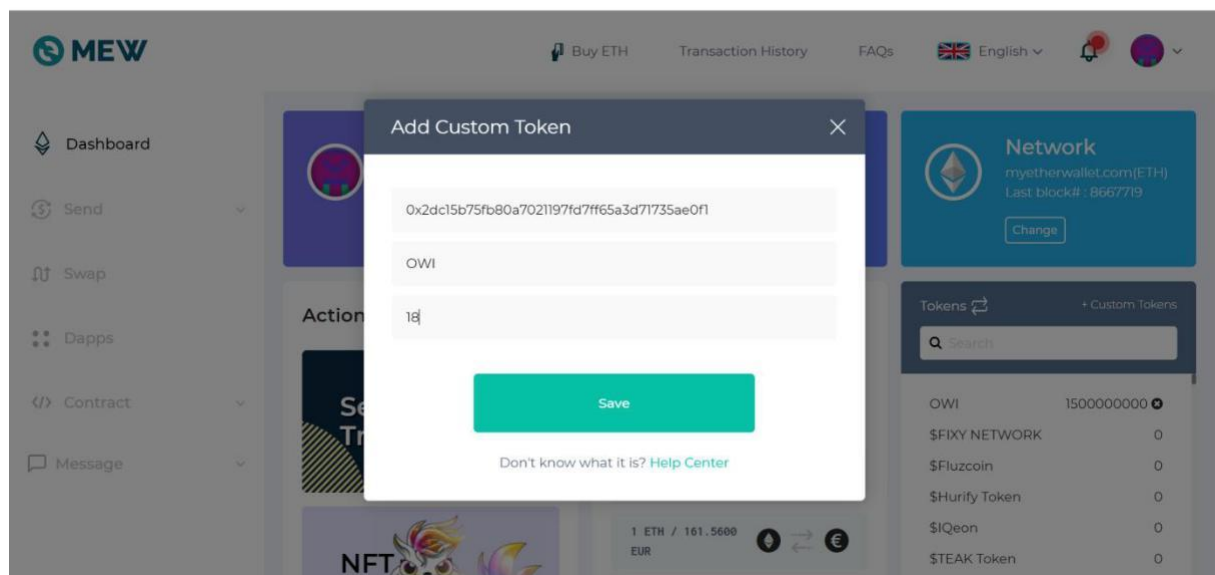 MEW
Buy ETH
Transaction History
FAQs
English
Dashboard
Send
Swap
Dapps
</> Contract
Message
Add Custom Token
0x2dc15b75fb80a7021197fd7ff65a3d71735ae0f1
OWI
18
Save
Don't know what it is? Help Center
Network
myetherwallet.com(ETH)
Last block# : 8667719
Change
Action
Se
Tr
NFT
1 ETH / 161.5600
EUR
Tokens
+ Custom Tokens
Search
OWI 1500000000
$FIXY NETWORK 0
$Fluzcoin 0
$Hurify Token 0
$IQeon 0
$TEAK Token 0